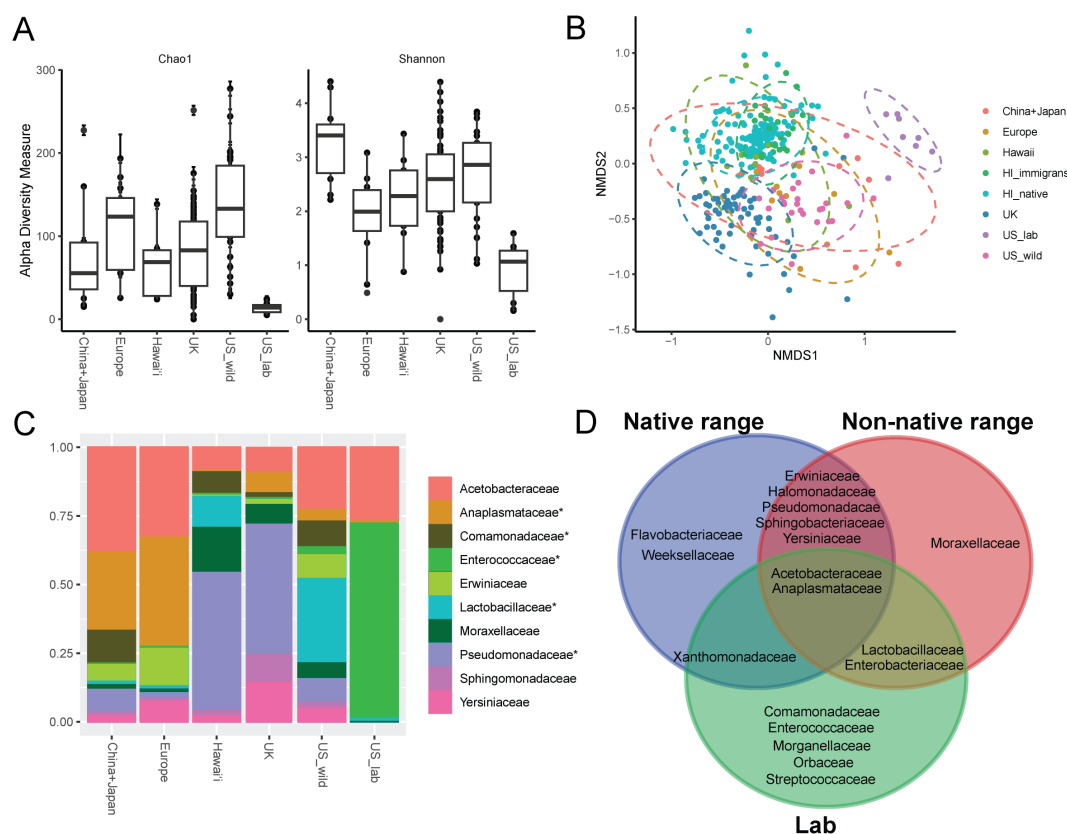 A
Chao1
Shannon
Alpha Diversity Measure
300
200
100
0
4
3
2
1
0
China+Japan
Europe
Hawai'i
UK
US_wild
US_lab
China+Japan
Europe
Hawai'i
UK
US_wild
US_lab
B
NMDS2
1.0
0.5
0.0
−0.5
−1.0
−1.5
−1
0
1
NMDS1
China+Japan
Europe
Hawaii
HI_immigrans
HI_native
UK
US_lab
US_wild
C
1.00
0.75
0.50
0.25
0.00
China+Japan
Europe
Hawai'i
UK
US_wild
US_lab
Acetobacteraceae
Anaplasmataceae*
Comamonadaceae*
Enterococcaceae*
Erwiniaceae
Lactobacillaceae*
Moraxellaceae
Pseudomonadaceae*
Sphingomonadaceae
Yersiniaceae
D
Native range
Non-native range
Erwiniaceae
Halomonadaceae
Pseudomonadacae
Sphingobacteriaceae
Yersiniaceae
Flavobacteriaceae
Weeksellaceae
Moraxellaceae
Acetobacteraceae
Anaplasmataceae
Xanthomonadaceae
Lactobacillaceae
Enterobacteriaceae
Comamonadaceae
Enterococcaceae
Morganellaceae
Orbaceae
Streptococcaceae
Lab